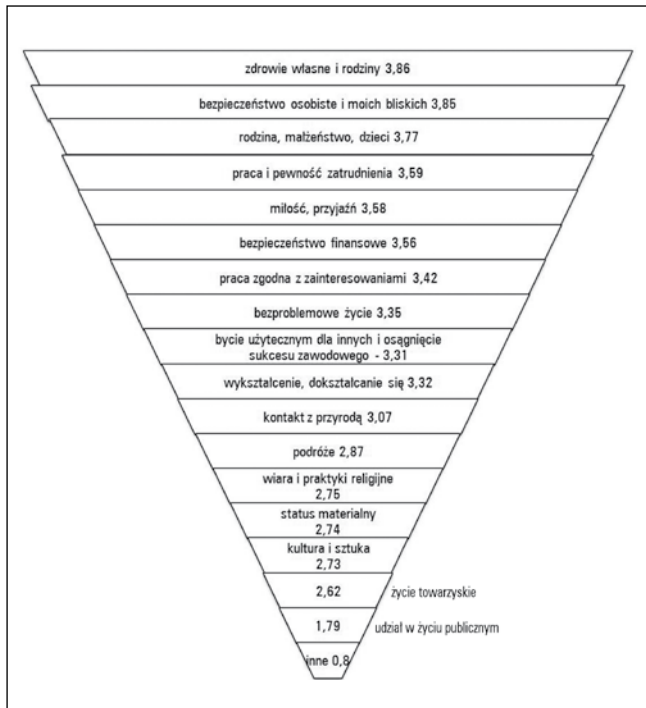 zdrowie własne i rodziny 3,86
bezpieczeństwo osobiste i moich bliskich 3,85
rodzina, małżeństwo, dzieci 3,77
praca i pewność zatrudnienia 3,59
miłość, przyjaźń 3,58
bezpieczeństwo finansowe 3,56
praca zgodna z zainteresowaniami 3,42
bezproblemowe życie 3,35
bycie użytecznym dla innych i osągnięcie
sukcesu zawodowego - 3,31
wykształcenie, dokształcanie się 3,32
kontakt z przyrodą 3,07
podróże 2,87
wiara i praktyki religijne
2,75
status materialny
2,74
kultura i sztuka
2,73
2,62 życie towarzyskie
1,79 udział w życiu publicznym
inne 0,8